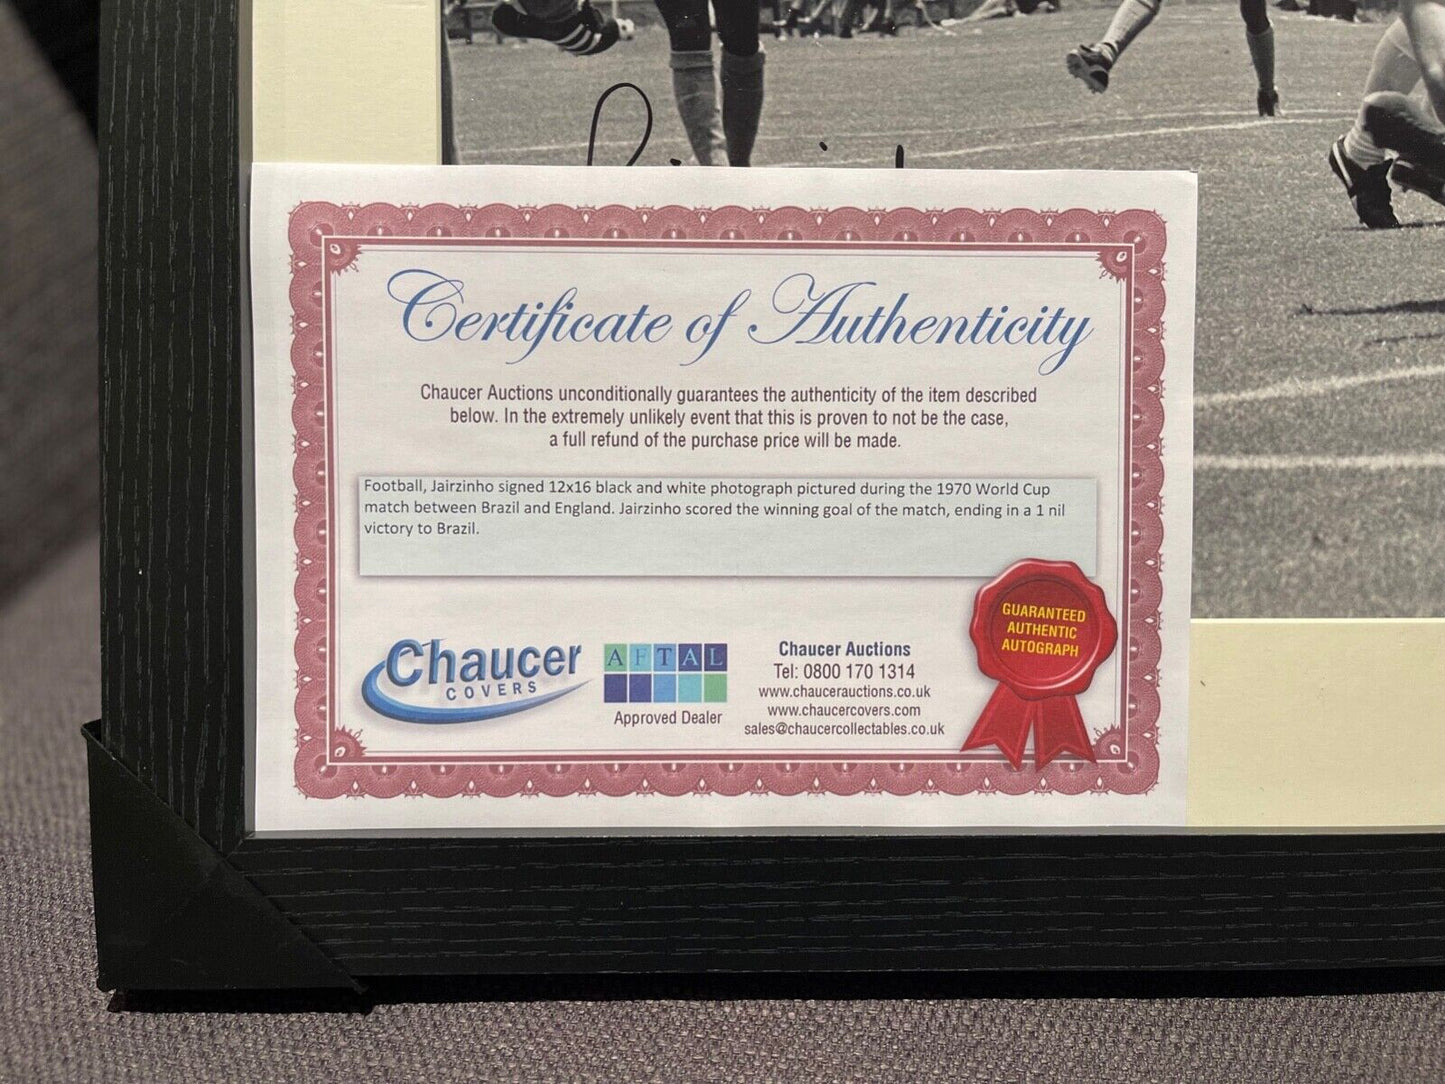 Certificate of Authenticity
Chaucer Auctions unconditionally guarantees the authenticity of the item described
below. In the extremely unlikely event that this is proven to not be the case,
a full refund of the purchase price will be made.
Football, Jairzinho signed 12x16 black and white photograph pictured during the 1970 World Cup
match between Brazil and England. Jairzinho scored the winning goal of the match, ending in a 1 nil
victory to Brazil.
Chaucer
COVERS
AFTAL
Approved Dealer
Chaucer Auctions
Tel: 0800 170 1314
www.chaucerauctions.co.uk
www.chaucercovers.com
sales@chaucercollectables.co.uk
GUARANTEED
AUTHENTIC
AUTOGRAPH